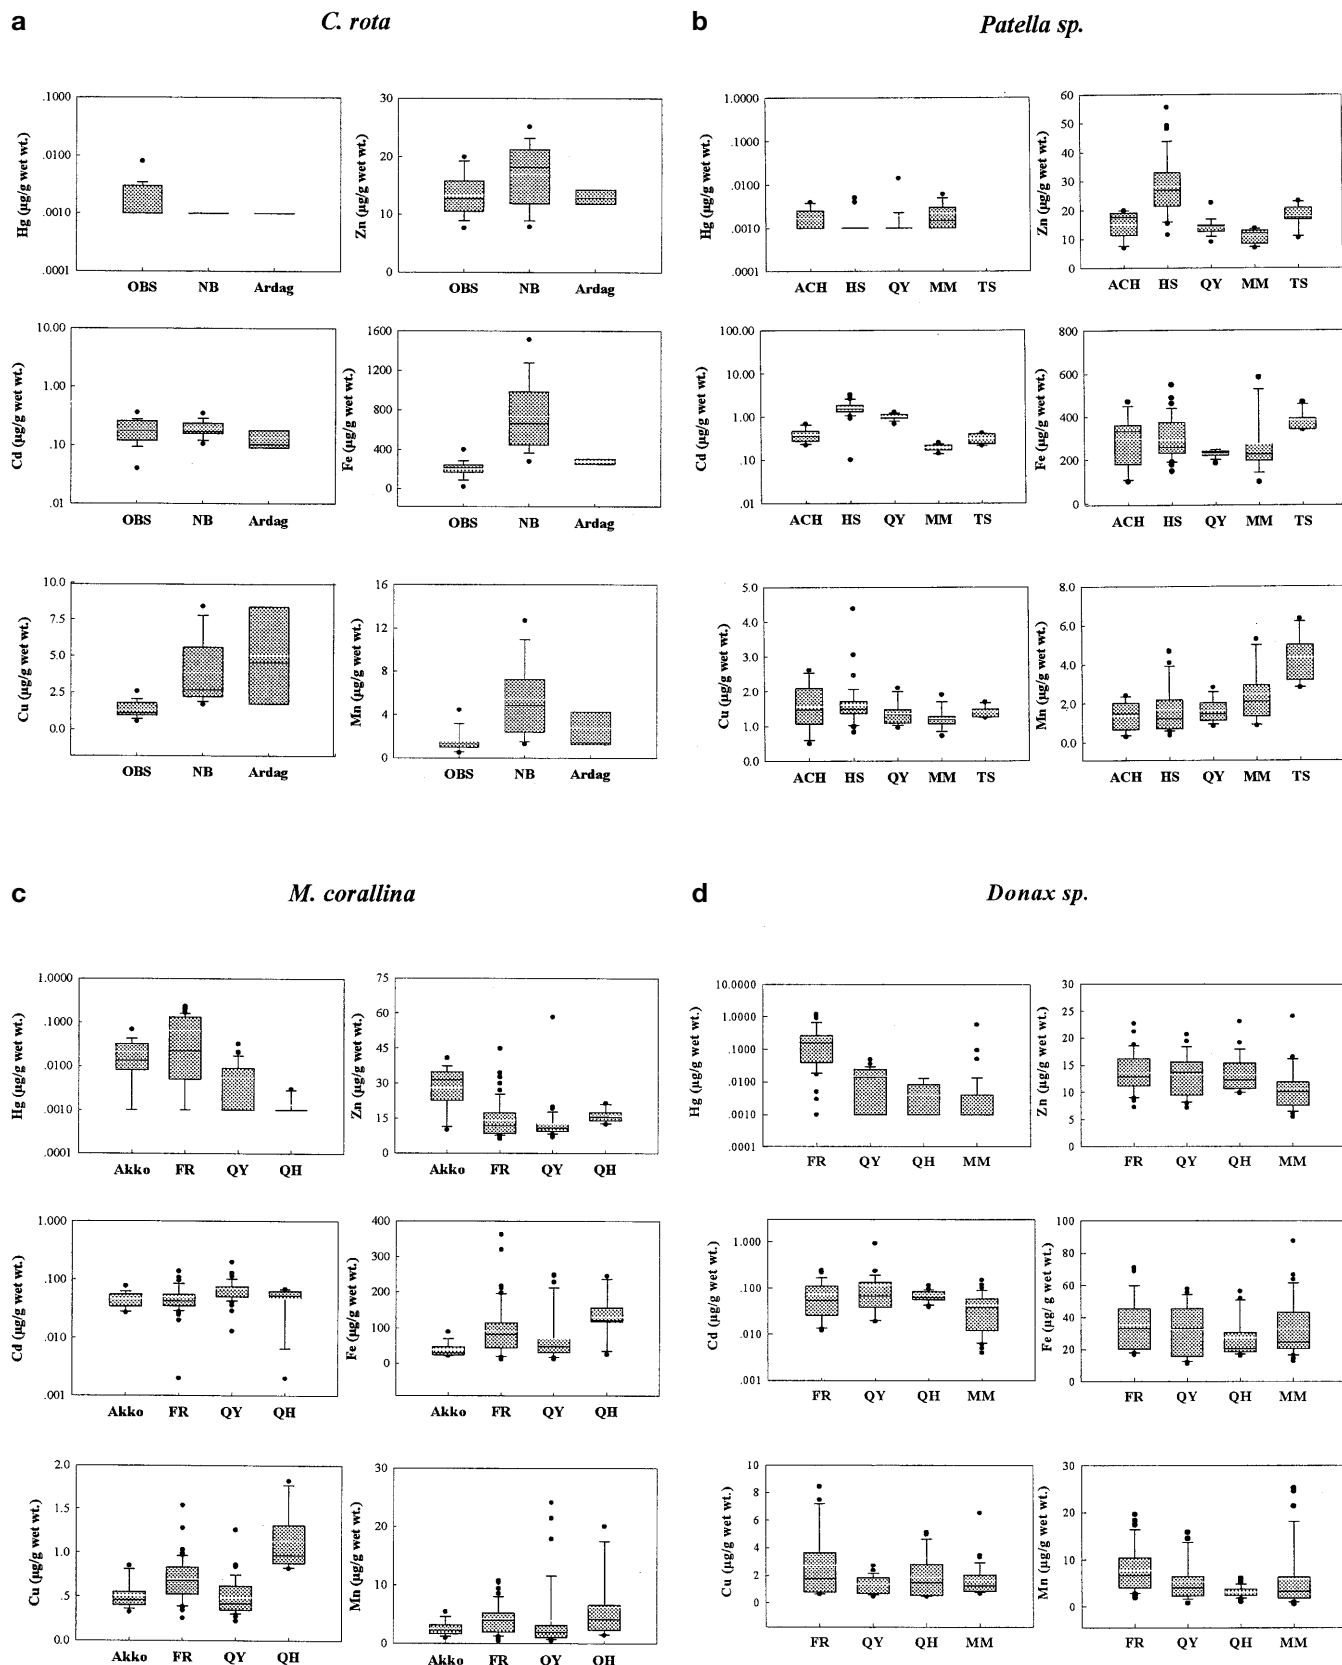 a
C. rota
b
Patella sp.
Hg (µg/g wet wt.)
.1000
.0100
.0010
.0001
OBS NB Ardag
Zn (µg/g wet wt.)
30
20
10
0
OBS NB Ardag
Hg (µg/g wet wt.)
1.0000
.1000
.0100
.0010
.0001
ACH HS QY MM TS
Zn (µg/g wet wt.)
60
50
40
30
20
10
0
ACH HS QY MM TS
Cd (µg/g wet wt.)
10.00
1.00
.10
.01
OBS NB Ardag
Fe (µg/g wet wt.)
1600
1200
800
400
0
OBS NB Ardag
Cd (µg/g wet wt.)
100.00
10.00
1.00
.10
.01
ACH HS QY MM TS
Fe (µg/g wet wt.)
800
600
400
200
0
ACH HS QY MM TS
Cu (µg/g wet wt.)
10.0
7.5
5.0
2.5
0.0
OBS NB Ardag
Mn (µg/g wet wt.)
16
12
8
4
0
OBS NB Ardag
Cu (µg/g wet wt.)
5.0
4.0
3.0
2.0
1.0
0.0
ACH HS QY MM TS
Mn (µg/g wet wt.)
8.0
6.0
4.0
2.0
0.0
ACH HS QY MM TS
c
M. corallina
d
Donax sp.
Hg (µg/g wet wt.)
1.0000
.1000
.0100
.0010
.0001
Akko FR QY QH
Zn (µg/g wet wt.)
75
60
45
30
15
0
Akko FR QY QH
Hg (µg/g wet wt.)
10.0000
1.0000
.1000
.0100
.0010
.0001
FR QY QH MM
Zn (µg/g wet wt.)
30
25
20
15
10
5
0
FR QY QH MM
Cd (µg/g wet wt.)
1.000
.100
.010
.001
Akko FR QY QH
Fe (µg/g wet wt.)
400
300
200
100
0
Akko FR QY QH
Cd (µg/g wet wt.)
1.000
.100
.010
.001
FR QY QH MM
Fe (µg/ g wet wt.)
100
80
60
40
20
0
FR QY QH MM
Cu (µg/g wet wt.)
2.0
1.5
1.0
.5
0.0
Akko FR QY QH
Mn (µg/g wet wt.)
30
20
10
0
Akko FR QY QH
Cu (µg/g wet wt.)
10
8
6
4
2
0
FR QY QH MM
Mn (µg/g wet wt.)
30
20
10
0
FR QY QH MM